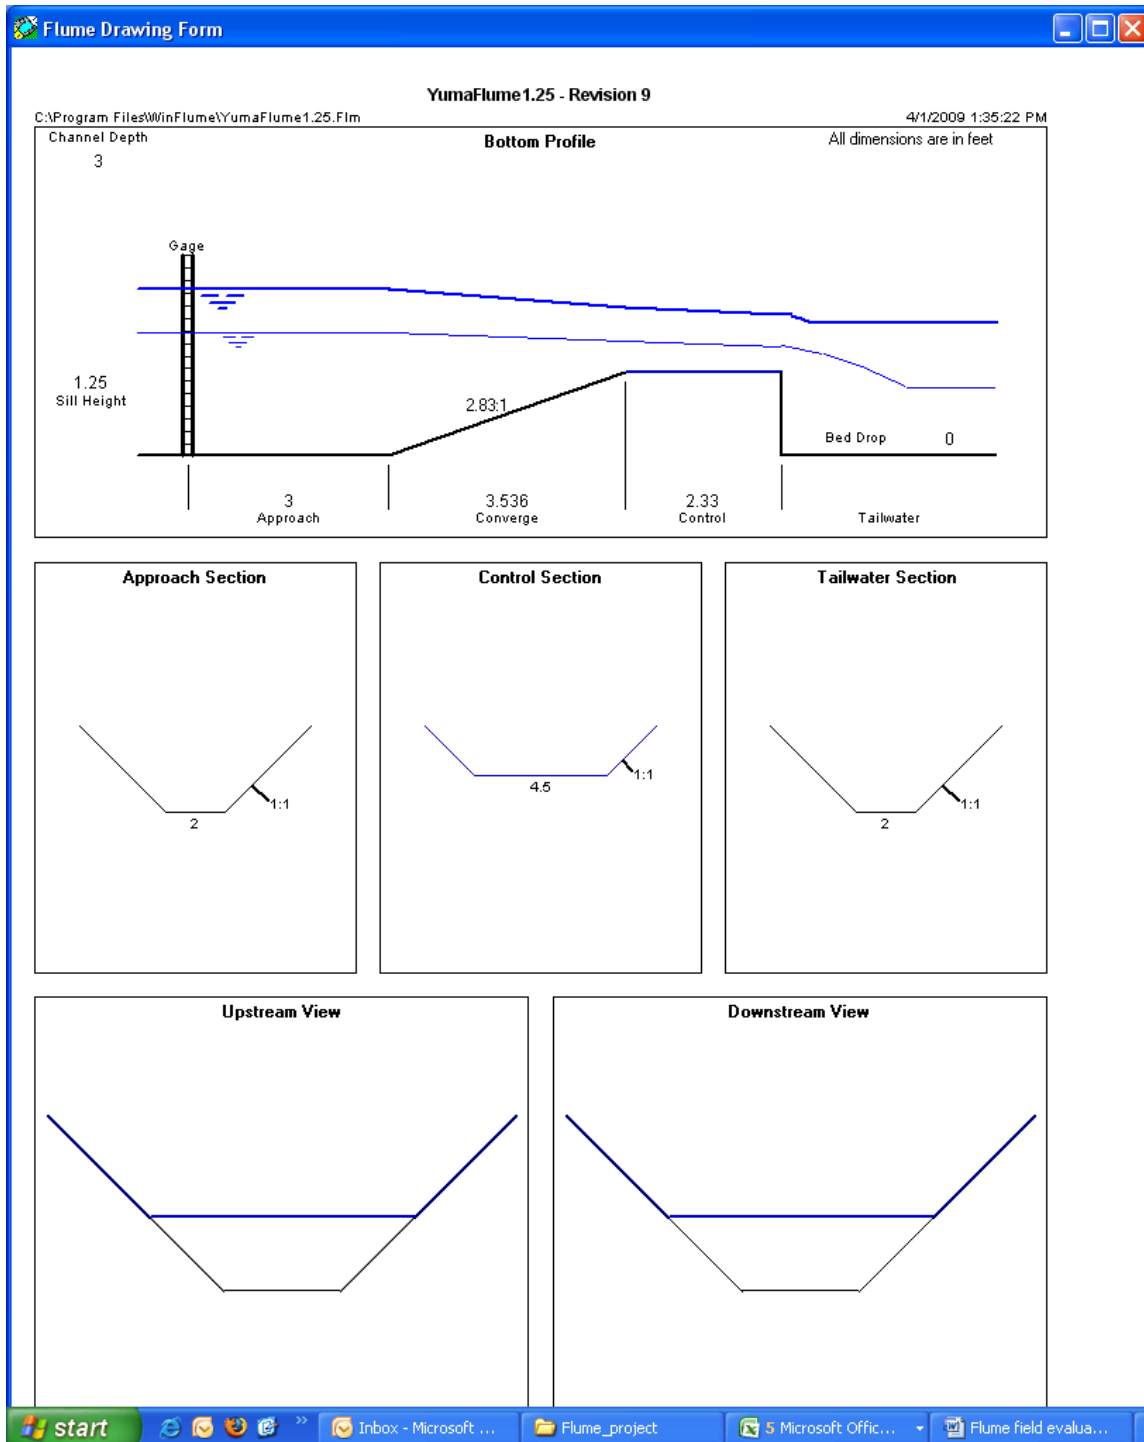 Flume Drawing Form
YumaFlume1.25 - Revision 9
C:\Program Files\WinFlume\YumaFlume1.25.Flm
4/1/2009 1:35:22 PM
Channel Depth
3
Bottom Profile
All dimensions are in feet
Gage
1.25
Sill Height
2.83:1
Bed Drop 0
3
Approach
3.536
Converge
2.33
Control
Tailwater
Approach Section
2
1:1
Control Section
4.5
1:1
Tailwater Section
2
1:1
Upstream View
Downstream View
start
»
Inbox - Microsoft ...
Flume_project
5 Microsoft Offic...
Flume field evalua...